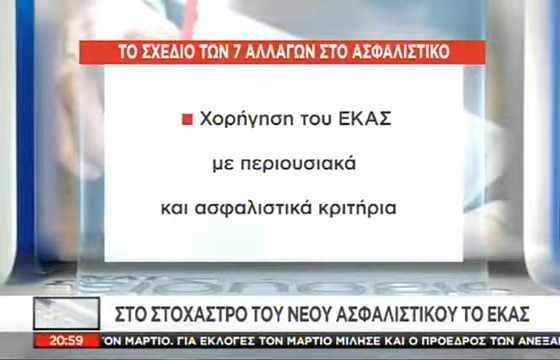 ΤΟ ΣΧΕΔΙΟ ΤΩΝ 7 ΑΛΛΑΓΩΝ ΣΤΟ ΑΣΦΑΛΙΣΤΙΚΟ
Χορήγηση του ΕΚΑΣ
με περιουσιακά
και ασφαλιστικά κριτήρια
ΣΤΟ ΣΤΟΧΑΣΤΡΟ ΤΟΥ ΝΕΟΥ ΑΣΦΑΛΙΣΤΙΚΟΥ ΤΟ ΕΚΑΣ
20:59 ΤΟΝ ΜΑΡΤΙΟ. ΓΙΑ ΕΚΛΟΓΕΣ ΤΟΝ ΜΑΡΤΙΟ ΜΙΛΗΣΕ ΚΑΙ Ο ΠΡΟΕΔΡΟΣ ΤΩΝ